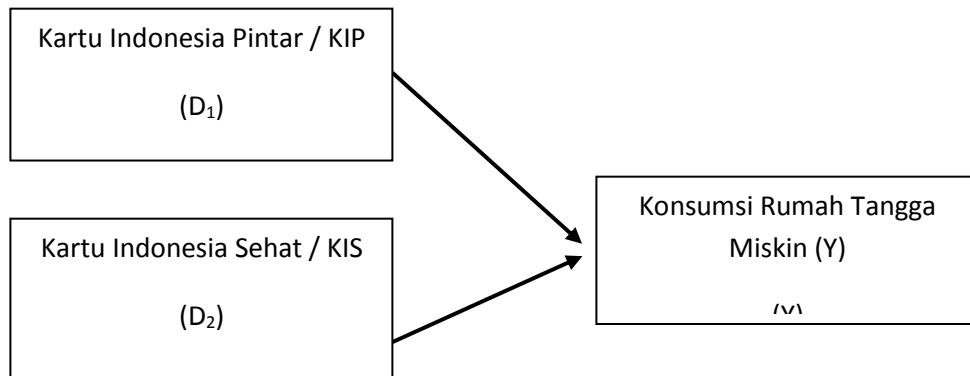 Kartu Indonesia Pintar / KIP
(D₁)
Kartu Indonesia Sehat / KIS
(D₂)
Konsumsi Rumah Tangga
Miskin (Y)
(Y)